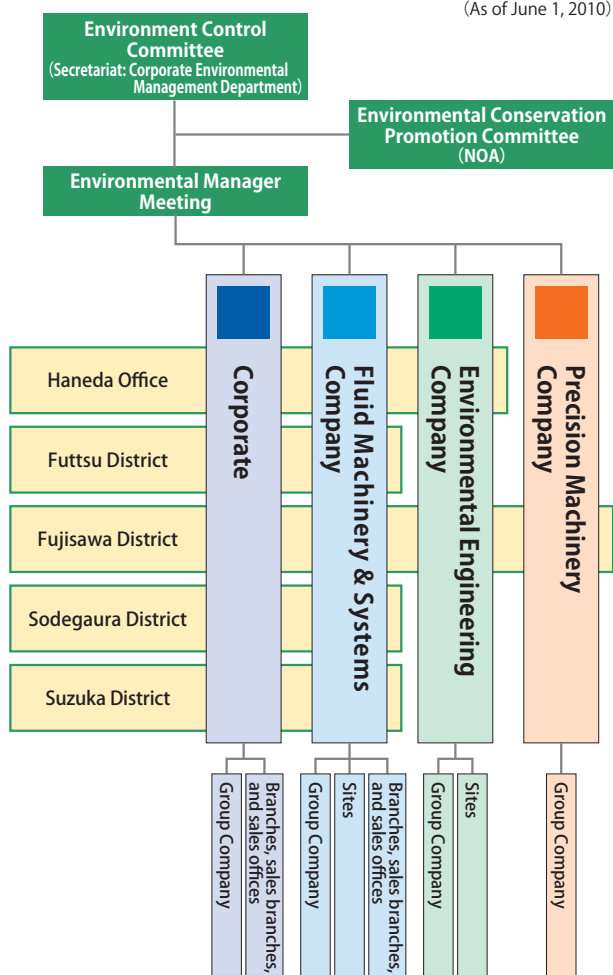 (As of June 1, 2010)
Environment Control
Committee
(Secretariat: Corporate Environmental
Management Department)
Environmental Conservation
Promotion Committee
(NOA)
Environmental Manager
Meeting
Corporate
Fluid Machinery & Systems
Company
Environmental Engineering
Company
Precision Machinery
Company
Haneda Office
Futtsu District
Fujisawa District
Sodegaura District
Suzuka District
Group Company
Branches, sales branches,
and sales offices
Group Company
Sites
Branches, sales branches,
and sales offices
Group Company
Sites
Group Company